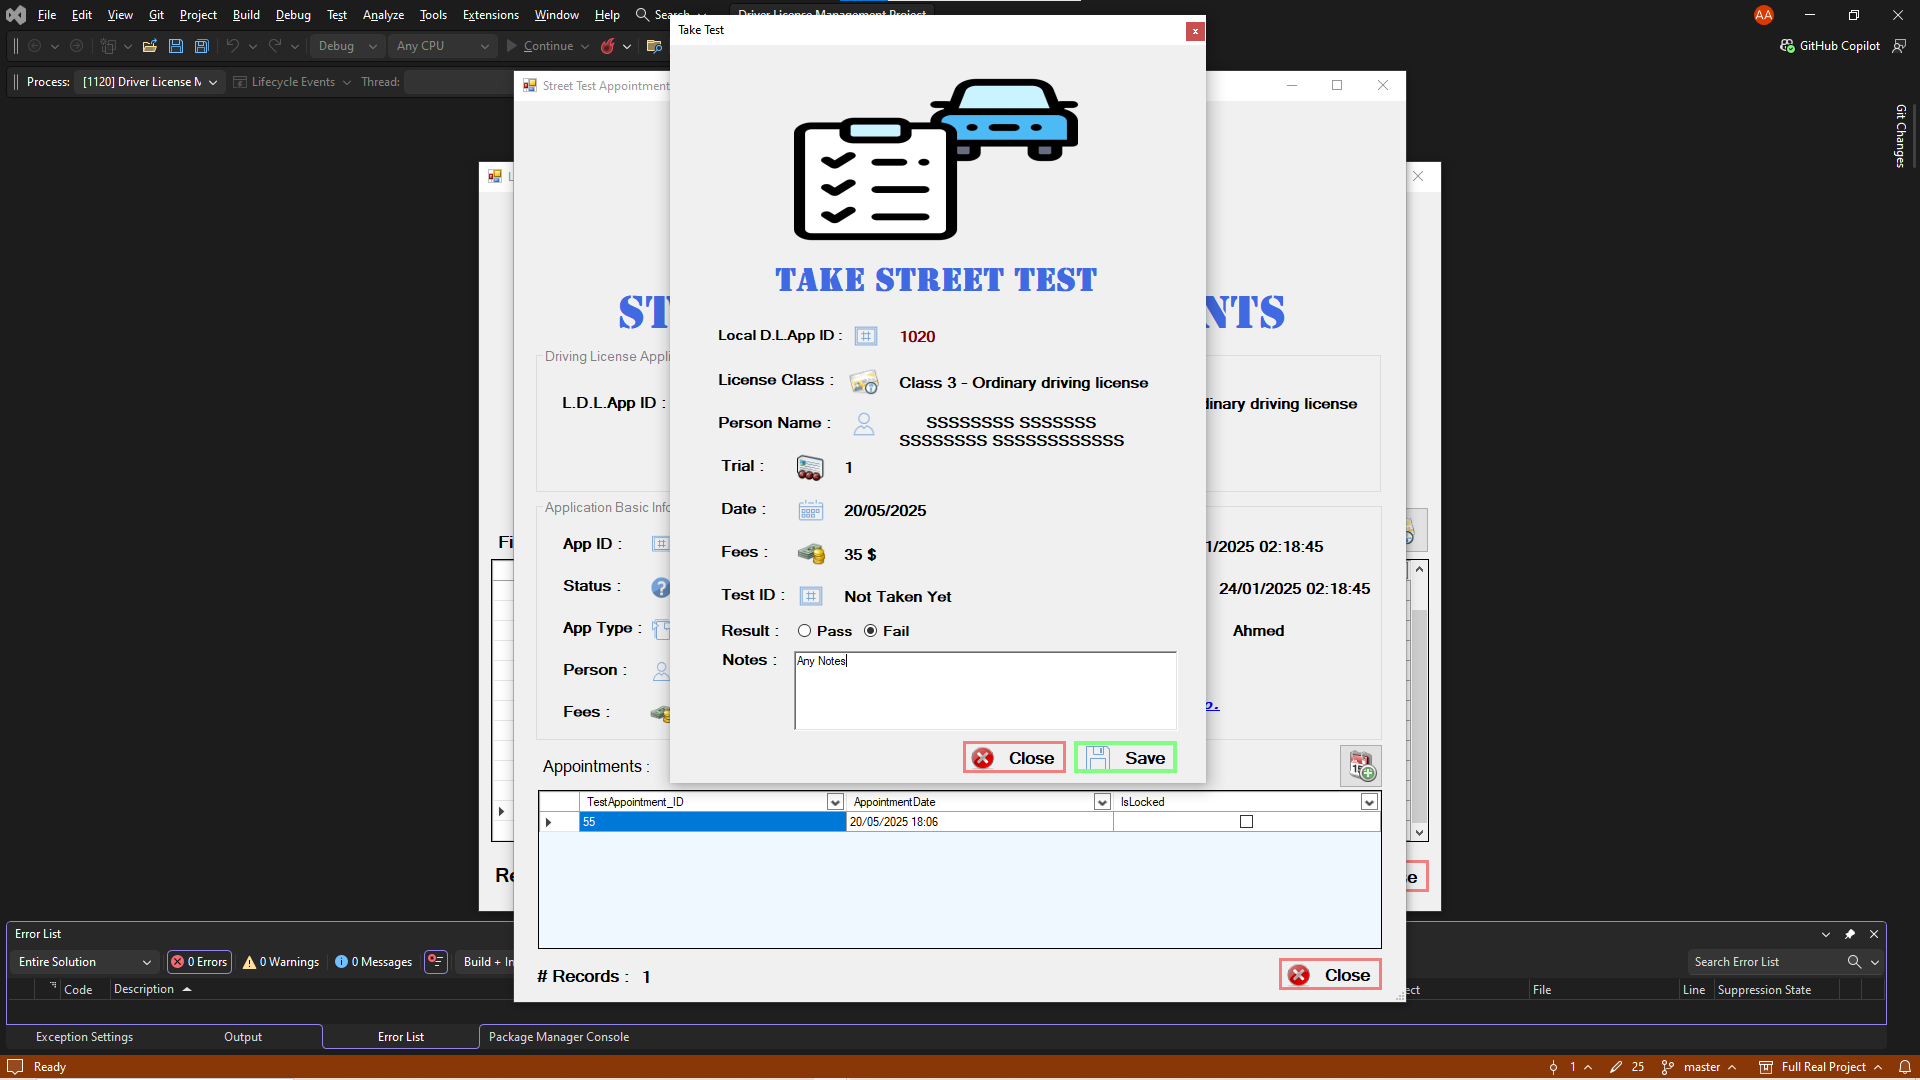 File Edit View Git Project Build Debug Test Analyze Tools Extensions Window Help Search Driver License Management Project AA
Debug Any CPU Continue GitHub Copilot
Process: [1120] Driver License M Lifecycle Events Thread:
Git Changes
Street Test Appointment
Take Test
TAKE STREET TEST
Local D.L.App ID : 1020
License Class : Class 3 - Ordinary driving license
Person Name : SSSSSSSS SSSSSSS
SSSSSSSS SSSSSSSSSSSS
Trial : 1
Date : 20/05/2025
Fees : 35 $
Test ID : Not Taken Yet
Result : Pass Fail
Notes : Any Notes
Close Save
ST NTS
Driving License Appli
L.D.L.App ID : dinary driving license
Application Basic Info
App ID : 1/2025 02:18:45
Status : 24/01/2025 02:18:45
App Type : Ahmed
Person :
Fees :
Appointments :
TestAppointment_ID AppointmentDate IsLocked
55 20/05/2025 18:06
# Records : 1 Close
L
Fi
Re e
Error List
Entire Solution 0 Errors 0 Warnings 0 Messages Build + In Search Error List
Code Description ect File Line Suppression State
Exception Settings Output Error List Package Manager Console
Ready 1 25 master Full Real Project